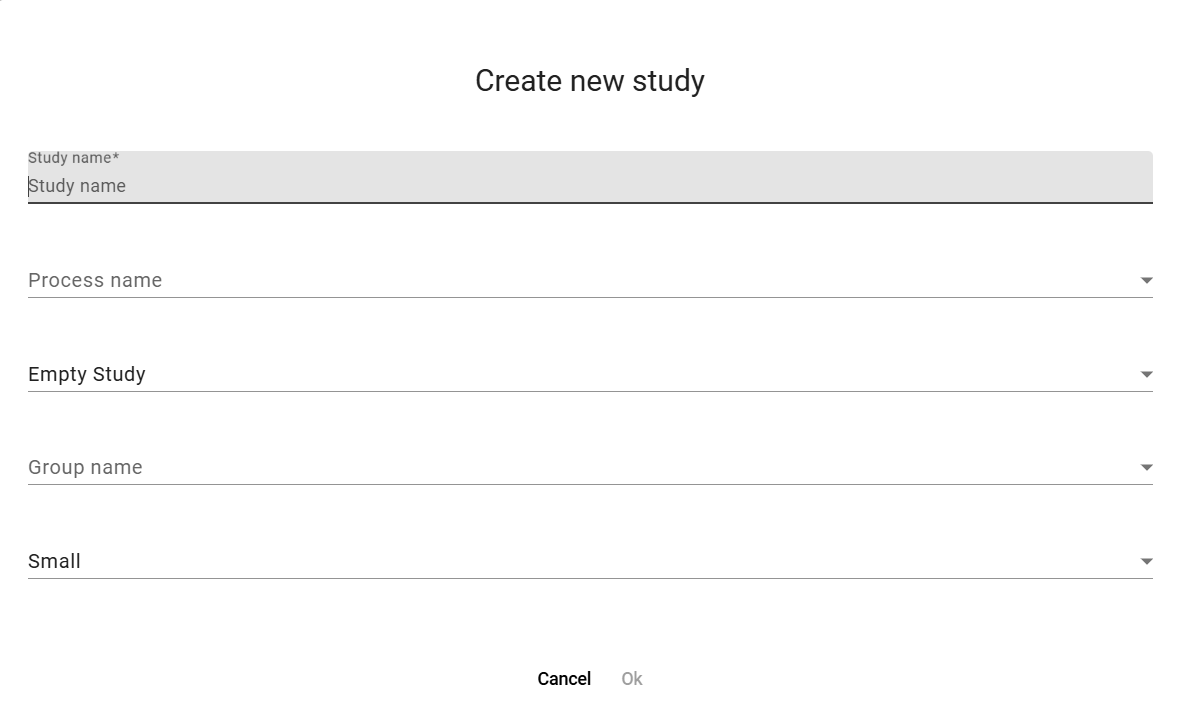 Create new study
Study name*
Study name
Process name
Empty Study
Group name
Small
Cancel Ok